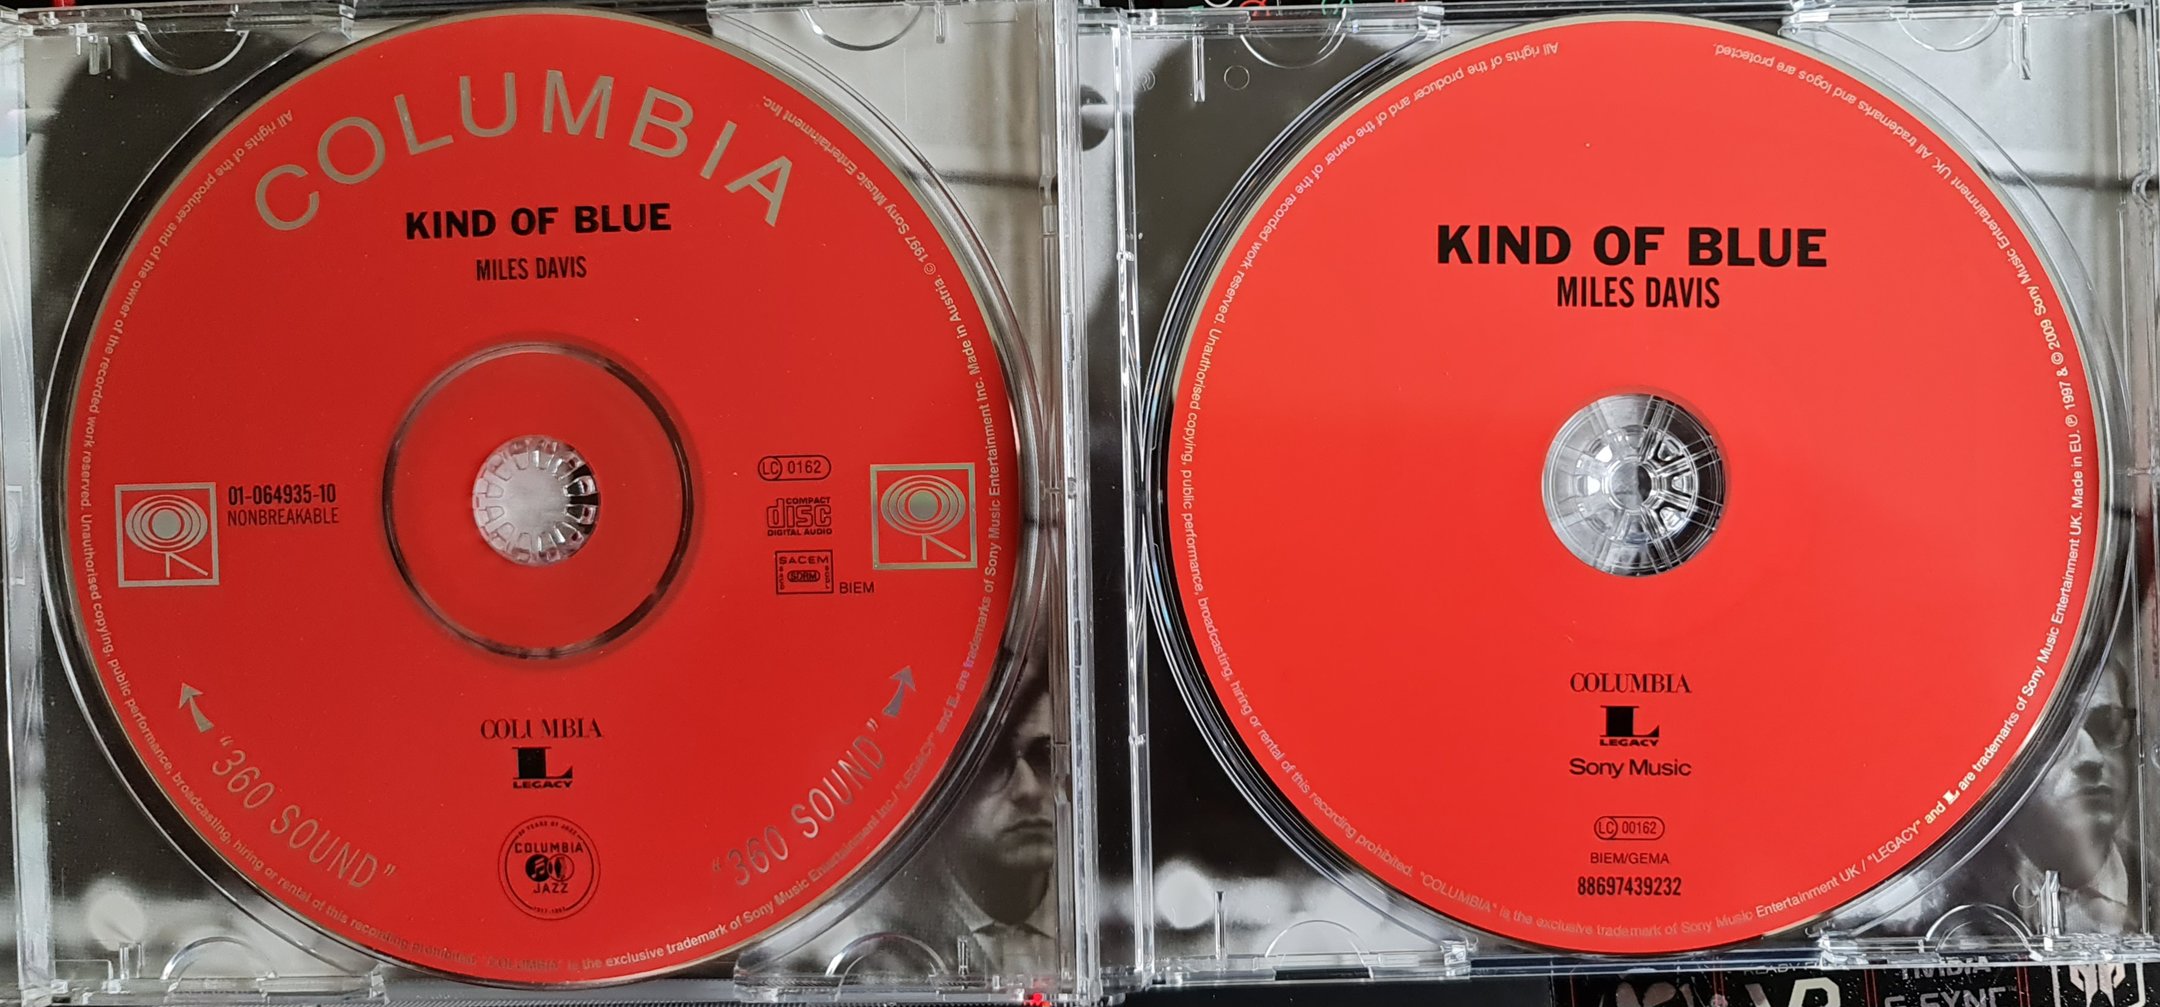 COLUMBIA
KIND OF BLUE
MILES DAVIS
LC 0162
01-064935-10
NONBREAKABLE
COMPACT
disc
DIGITAL AUDIO
SACEM
SDRM
BIEM
COLUMBIA
L
LEGACY
COLUMBIA
JAZZ
"360 SOUND"
"360 SOUND"
All rights of the producer and of the owner of the recorded work reserved. Unauthorised copying, public performance, broadcasting, hiring or rental of this recording prohibited. "COLUMBIA" is the exclusive trademark of Sony Music Entertainment Inc./ "LEGACY" and L are trademarks of Sony Music Entertainment Inc. Made in Austria. © 1997 Sony Music Entertainment Inc.
KIND OF BLUE
MILES DAVIS
COLUMBIA
L
LEGACY
Sony Music
LC 00162
BIEM/GEMA
88697439232
All rights of the producer and of the owner of the recorded work reserved. Unauthorised copying, public performance, broadcasting, hiring or rental of this recording prohibited. "COLUMBIA" is the exclusive trademark of Sony Music Entertainment UK / "LEGACY" and L are trademarks of Sony Music Entertainment UK. Made in EU. ℗ 1997 & © 2009 Sony Music Entertainment UK. All trademarks and logos are protected.